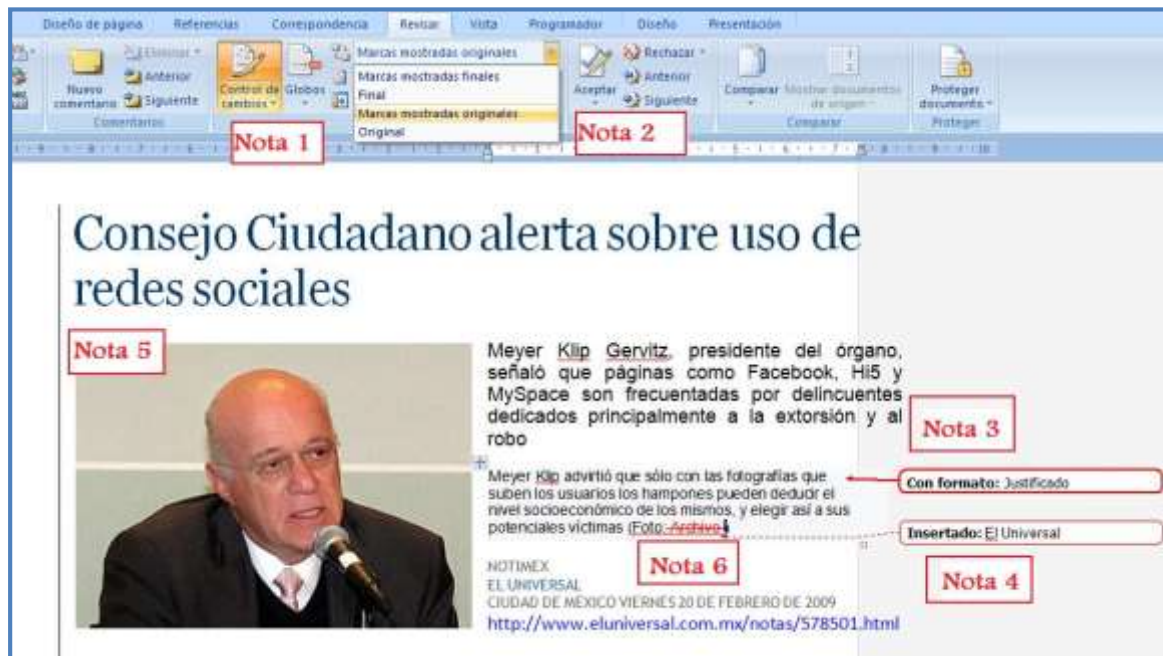 Diseño de página Referencias Correspondencia Revisar Vista Programador Diseño Presentación
Eliminar
Marcas mostradas originales
Rechazar
Nuevo comentario
Anterior
Siguiente
Control de cambios
Globos
Marcas mostradas finales
Final
Marcas mostradas originales
Original
Aceptar
Anterior
Siguiente
Comparar
Mostrar documentos de origen
Proteger documento
Comentarios
Comparar
Proteger
Nota 1
Nota 2
Consejo Ciudadano alerta sobre uso de
redes sociales
Nota 5
Meyer Klip Gervitz, presidente del órgano,
señaló que páginas como Facebook, Hi5 y
MySpace son frecuentadas por delincuentes
dedicados principalmente a la extorsión y al
robo
Nota 3
Meyer Klip advirtió que sólo con las fotografías que
suben los usuarios los hampones pueden deducir el
nivel socioeconómico de los mismos, y elegir así a sus
potenciales víctimas (Foto: Archivo
Con formato: Justificado
Insertado: El Universal
Nota 6
Nota 4
NOTIMEX
EL UNIVERSAL
CIUDAD DE MÉXICO VIERNES 20 DE FEBRERO DE 2009
http://www.eluniversal.com.mx/notas/578501.html